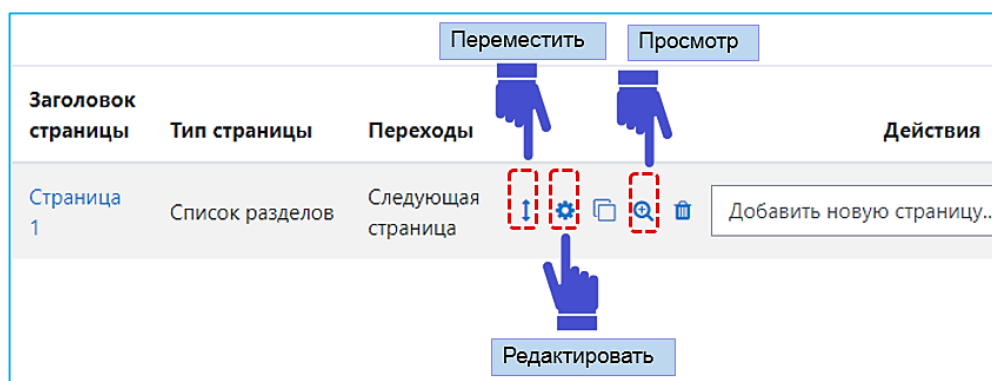 Переместить
Просмотр
Заголовок
страницы
Тип страницы
Переходы
Действия
Страница
1
Список разделов
Следующая
страница
Добавить новую страницу..
Редактировать